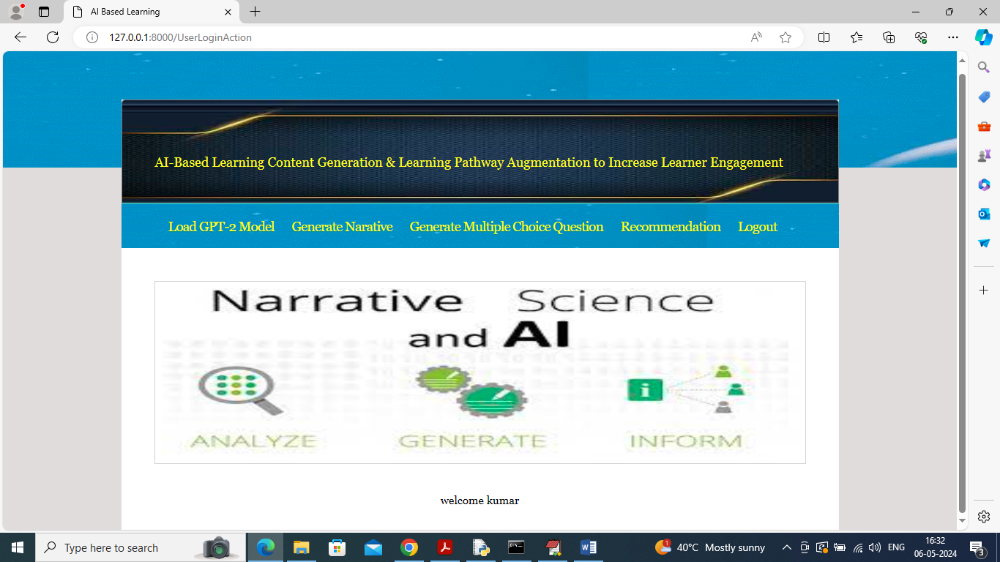 AI Based Learning
127.0.0.1:8000/UserLoginAction
AI-Based Learning Content Generation & Learning Pathway Augmentation to Increase Learner Engagement
Load GPT-2 Model Generate Narative Generate Multiple Choice Question Recommendation Logout
Narrative Science
and AI
ANALYZE GENERATE INFORM
welcome kumar
Type here to search
1
40°C Mostly sunny
ENG
16:32
06-05-2024
3